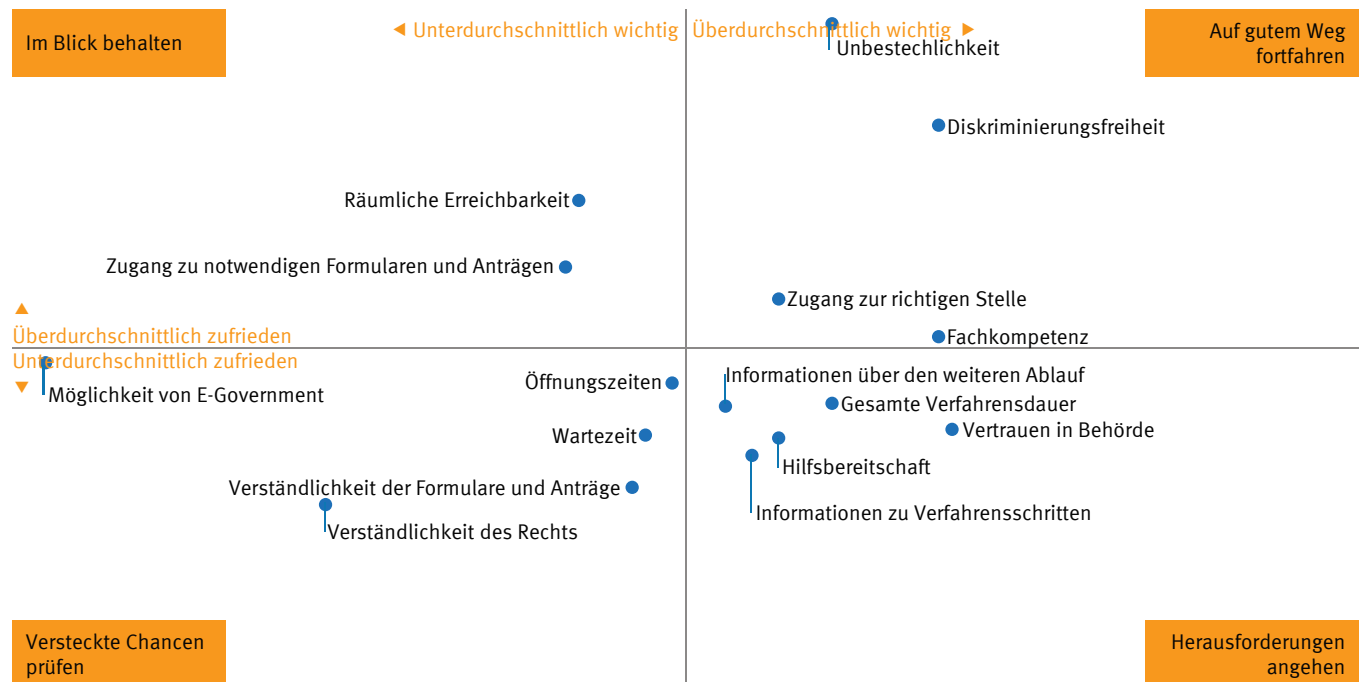 Im Blick behalten
◄ Unterdurchschnittlich wichtig
Überdurchschnittlich wichtig ►
Auf gutem Weg
fortfahren
Unbestechlichkeit
Diskriminierungsfreiheit
Räumliche Erreichbarkeit
Zugang zu notwendigen Formularen und Anträgen
Zugang zur richtigen Stelle
▲
Überdurchschnittlich zufrieden
Fachkompetenz
Unterdurchschnittlich zufrieden
▼
Möglichkeit von E-Government
Öffnungszeiten
Informationen über den weiteren Ablauf
Gesamte Verfahrensdauer
Wartezeit
Vertrauen in Behörde
Hilfsbereitschaft
Verständlichkeit der Formulare und Anträge
Informationen zu Verfahrensschritten
Verständlichkeit des Rechts
Versteckte Chancen
prüfen
Herausforderungen
angehen